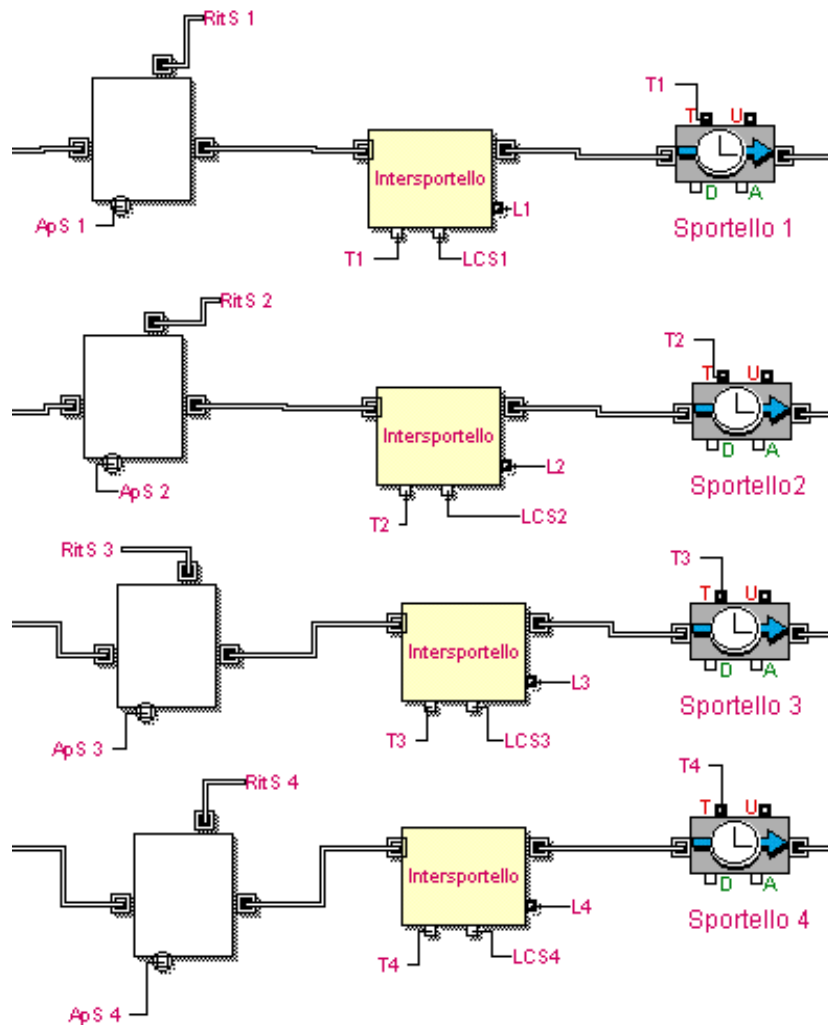 RitS 1
T1
T U
Intersportello
L1
D A
ApS 1
T1
LCS1
Sportello 1
RitS 2
T2
T U
Intersportello
L2
D A
ApS 2
T2
LCS2
Sportello2
RitS 3
T3
T U
Intersportello
L3
D A
ApS 3
T3
LCS3
Sportello 3
RitS 4
T4
T U
Intersportello
L4
D A
ApS 4
T4
LCS4
Sportello 4